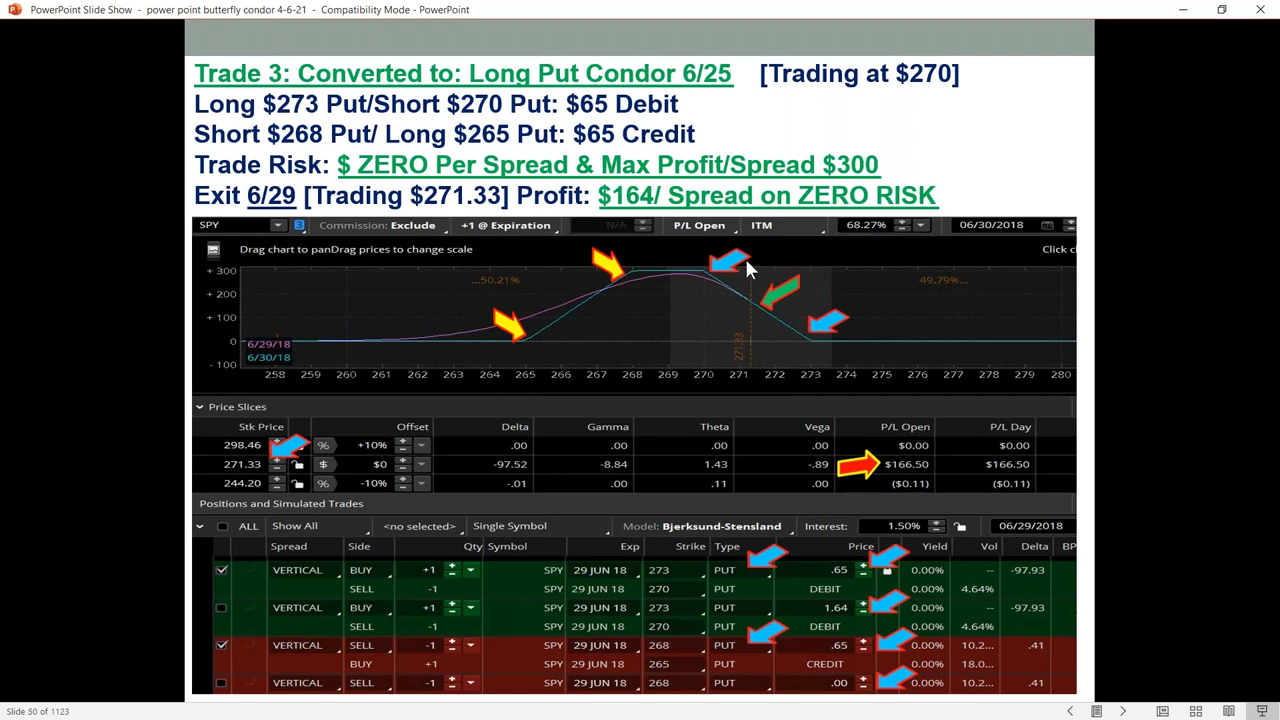 PowerPoint Slide Show - power point butterfly condor 4-6-21 - Compatibility Mode - PowerPoint
Trade 3: Converted to: Long Put Condor 6/25 [Trading at $270]
Long $273 Put/Short $270 Put: $65 Debit
Short $268 Put/ Long $265 Put: $65 Credit
Trade Risk: $ ZERO Per Spread & Max Profit/Spread $300
Exit 6/29 [Trading $271.33] Profit: $164/ Spread on ZERO RISK
SPY 3 Commission: Exclude +1 @ Expiration N/A P/L Open ITM 68.27% 06/30/2018
Drag chart to panDrag prices to change scale Click c
+ 300
...50.21% 49.79%...
+ 200
+ 100
0
- 100
271.33
6/29/18
6/30/18
258 259 260 261 262 263 264 265 266 267 268 269 270 271 272 273 274 275 276 277 278 279 280
Price Slices
Stk Price Offset Delta Gamma Theta Vega P/L Open P/L Day
298.46 % +10% .00 .00 .00 .00 $0.00 $0.00
271.33 $ $0 -97.52 -8.84 1.43 -.89 $166.50 $166.50
244.20 % -10% -.01 .00 .11 .00 ($0.11) ($0.11)
Positions and Simulated Trades
ALL Show All <no selected> Single Symbol Model: Bjerksund-Stensland Interest: 1.50% 06/29/2018
Spread Side Qty Symbol Exp Strike Type Price Yield Vol Delta BP
VERTICAL BUY +1 SPY 29 JUN 18 273 PUT .65 0.00% -- -97.93
SELL -1 SPY 29 JUN 18 270 PUT DEBIT 4.64%
VERTICAL BUY +1 SPY 29 JUN 18 273 PUT 1.64 0.00% -- -97.93
SELL -1 SPY 29 JUN 18 270 PUT DEBIT 4.64%
VERTICAL SELL -1 SPY 29 JUN 18 268 PUT .65 0.00% 10.2... .41
BUY +1 SPY 29 JUN 18 265 PUT CREDIT 18.0...
VERTICAL SELL -1 SPY 29 JUN 18 268 PUT .00 0.00% 10.2... .41
Slide 50 of 1123